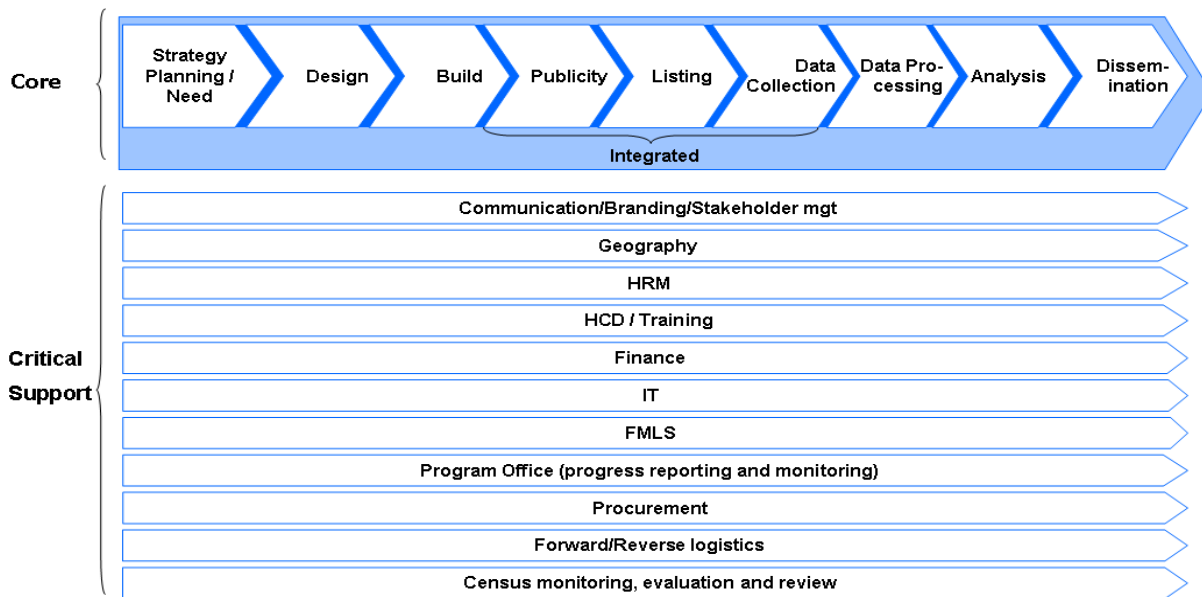 Core
Strategy
Planning /
Need
Design
Build
Publicity
Listing
Data
Collection
Data Pro-
cessing
Analysis
Dissem-
ination
Integrated
Critical
Support
Communication/Branding/Stakeholder mgt
Geography
HRM
HCD / Training
Finance
IT
FMLS
Program Office (progress reporting and monitoring)
Procurement
Forward/Reverse logistics
Census monitoring, evaluation and review